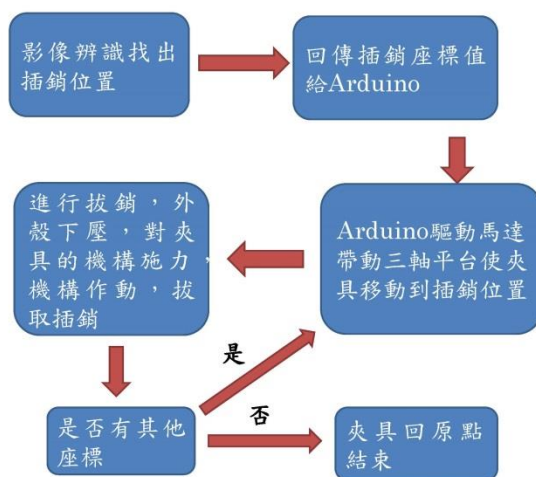 影像辨識找出
插銷位置
回傳插銷座標值
給Arduino
Arduino驅動馬達
帶動三軸平台使夾
具移動到插銷位置
進行拔銷，外
殼下壓，對夾
具的機構施力，
機構作動，拔
取插銷
是
否
是否有其他
座標
夾具回原點
結束